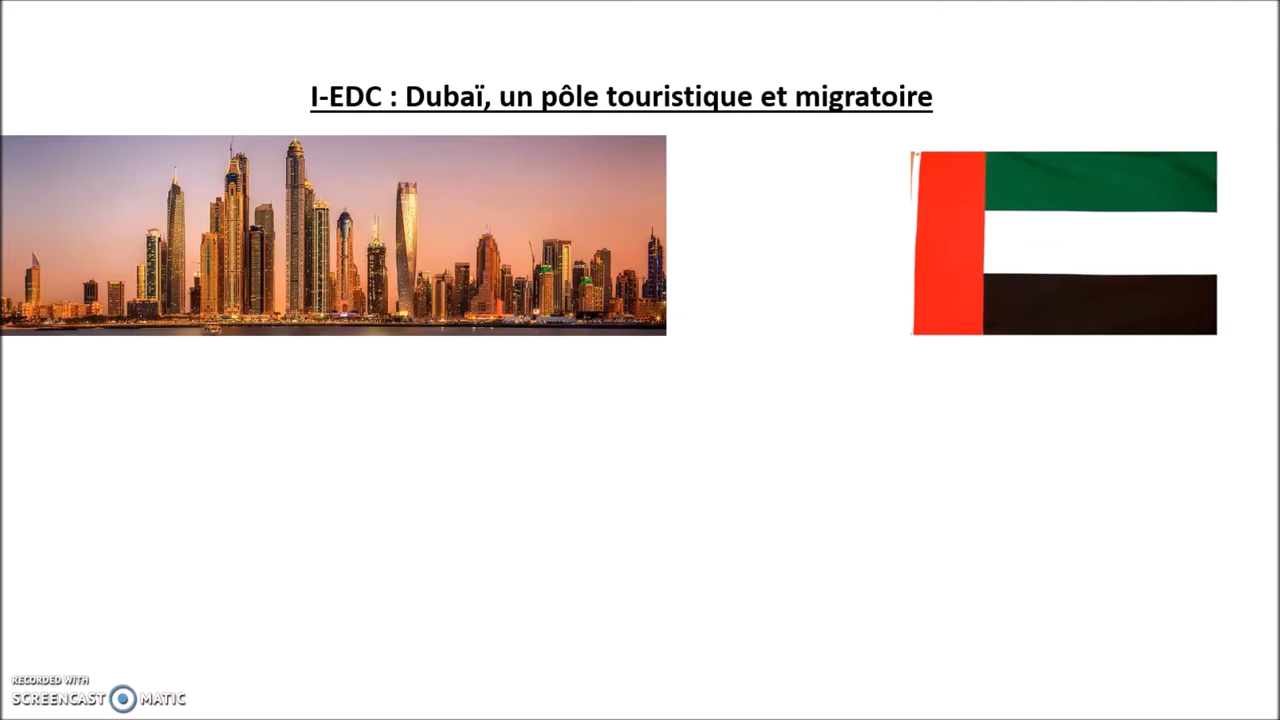 I-EDC : Dubaï, un pôle touristique et migratoire
RECORDED WITH
SCREENCAST MATIC